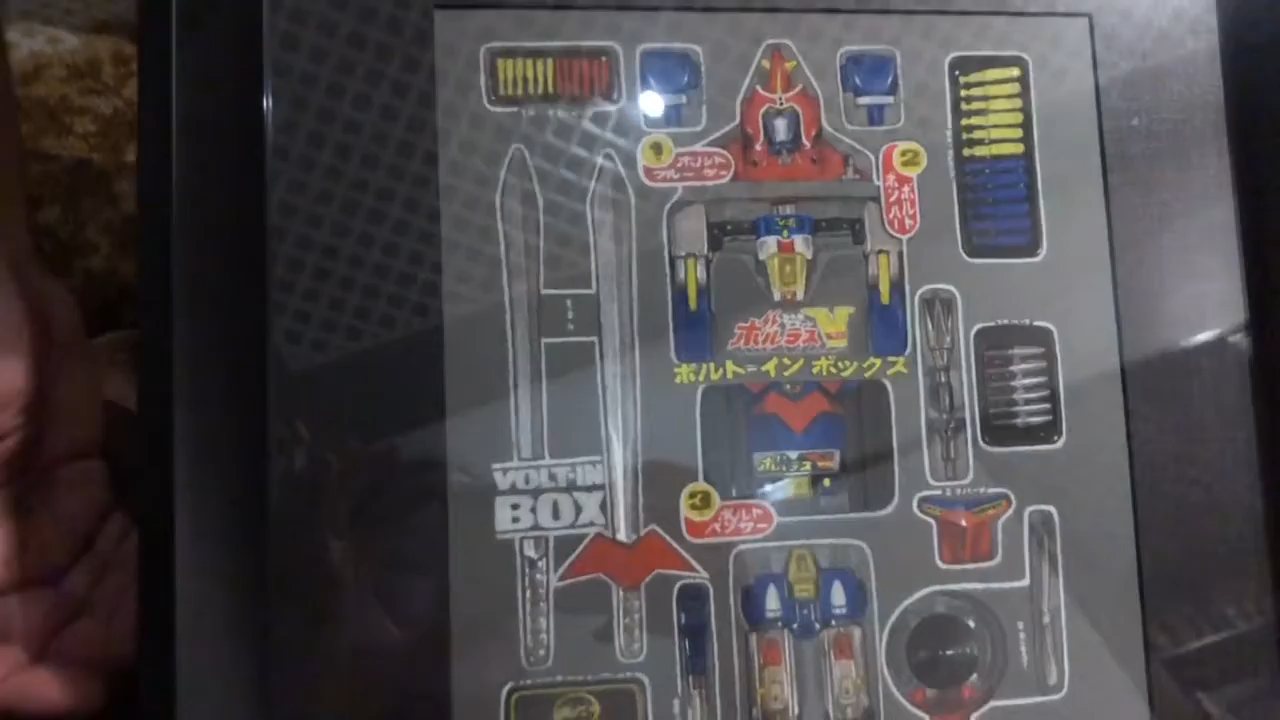 1
ボルト
クルーザー
2
ボルト
ボンバー
ボルテスV
ボルト-イン ボックス
VOLT-IN
BOX
ボルテスV
3
ボルト
パンザー